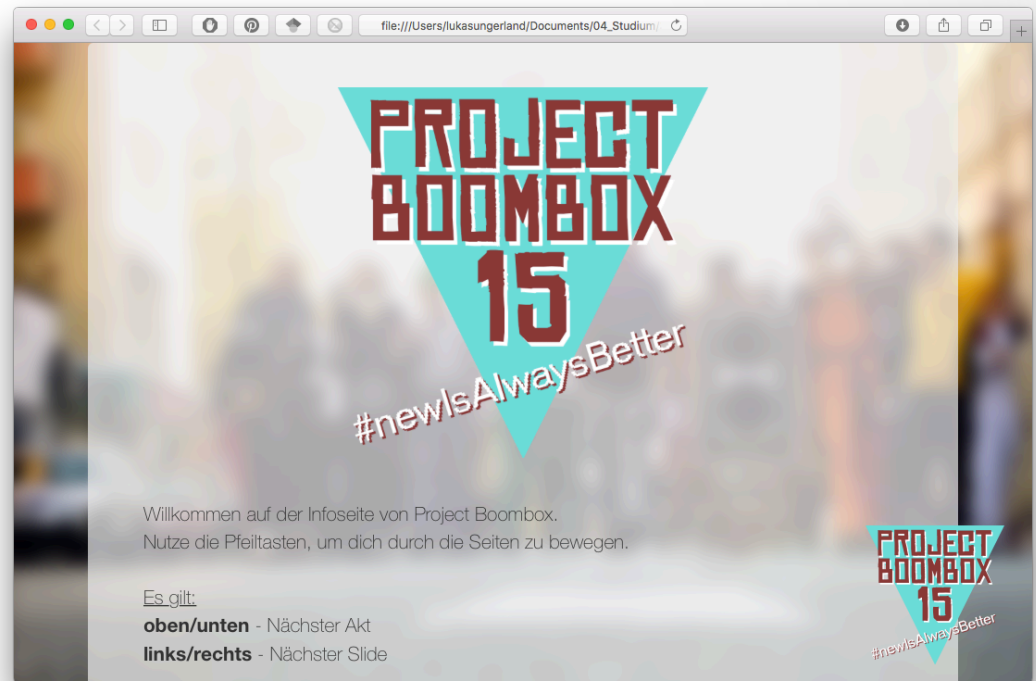 file:///Users/lukasungerland/Documents/04_Studium/
PROJECT
BOOMBOX
15
#newIsAlwaysBetter
Willkommen auf der Infoseite von Project Boombox.
Nutze die Pfeiltasten, um dich durch die Seiten zu bewegen.
Es gilt:
oben/unten - Nächster Akt
links/rechts - Nächster Slide
PROJECT
BOOMBOX
15
#newIsAlwaysBetter